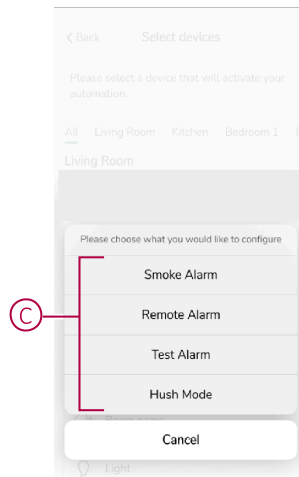 Back Select devices
Please select a device that will activate your
automation.
All Living Room Kitchen Bedroom 1
Living Room
Please choose what you would like to configure
Smoke Alarm
C
Remote Alarm
Test Alarm
Hush Mode
Cancel
Light